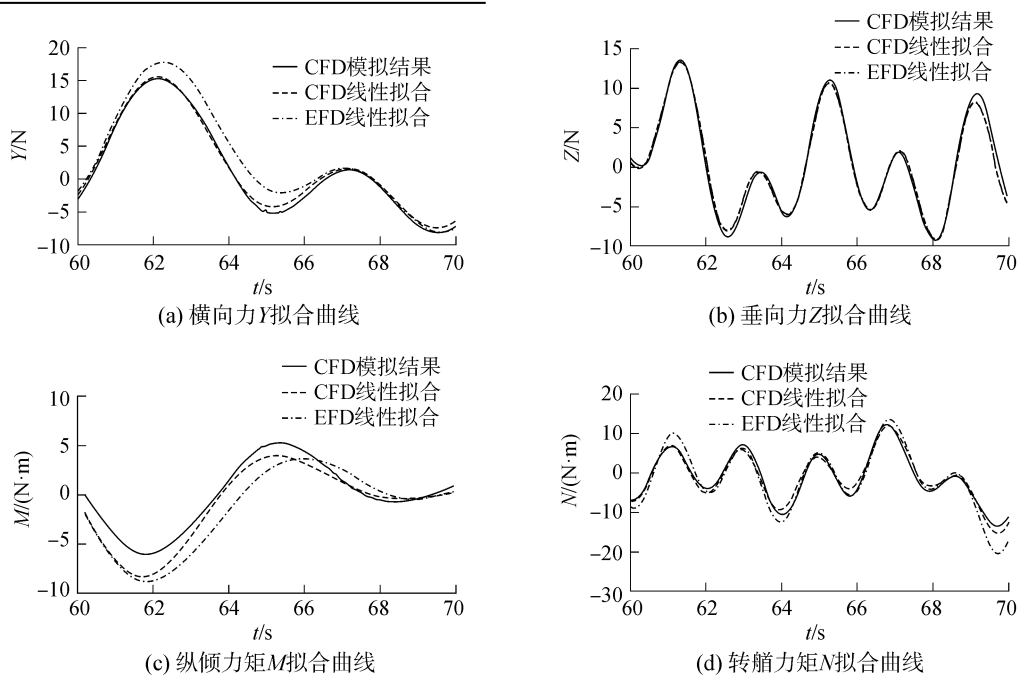 20
15
10
5
0
−5
−10
Y/N
CFD模拟结果
CFD线性拟合
EFD线性拟合
60 62 64 66 68 70
t/s
(a) 横向力Y拟合曲线
15
10
5
0
−5
−10
Z/N
CFD模拟结果
CFD线性拟合
EFD线性拟合
60 62 64 66 68 70
t/s
(b) 垂向力Z拟合曲线
10
5
0
−5
−10
M/(N·m)
CFD模拟结果
CFD线性拟合
EFD线性拟合
60 62 64 66 68 70
t/s
(c) 纵倾力矩M拟合曲线
20
10
0
−10
−20
−30
N/(N·m)
CFD模拟结果
CFD线性拟合
EFD线性拟合
60 62 64 66 68 70
t/s
(d) 转艏力矩N拟合曲线